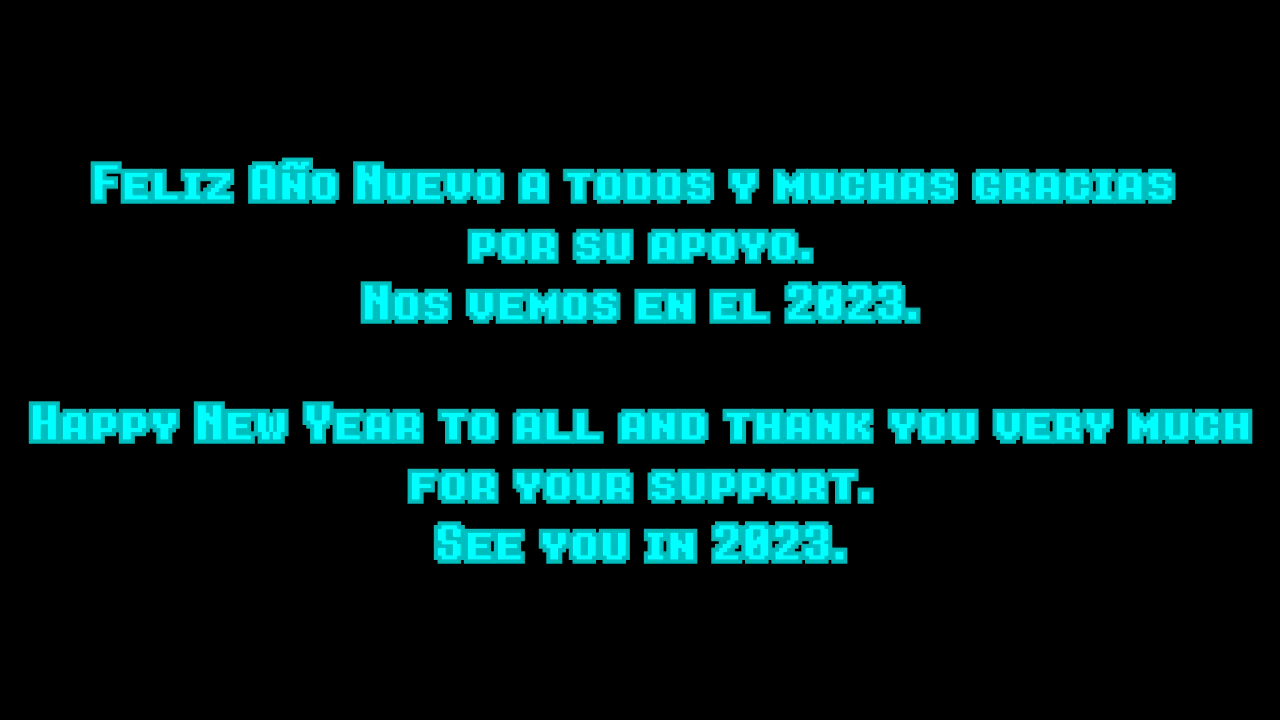 Feliz Año Nuevo a todos y muchas gracias
por su apoyo.
Nos vemos en el 2023.
Happy New Year to all and thank you very much
for your support.
See you in 2023.